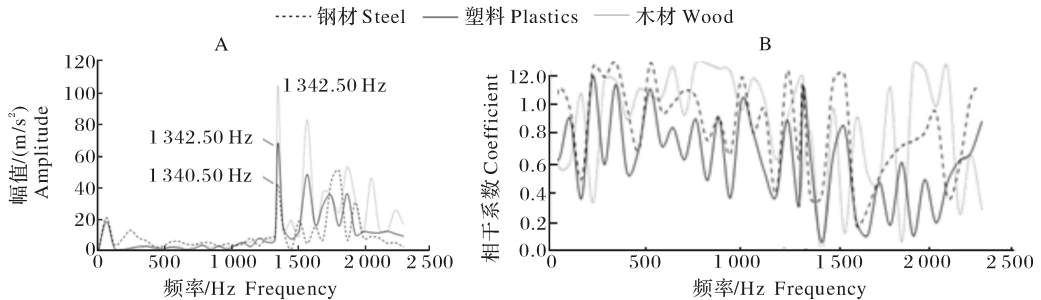 钢材 Steel 塑料 Plastics 木材 Wood
A
120
100
80
60
40
20
0
幅值/(m/s²)
Amplitude
1 342.50 Hz
1 342.50 Hz
1 340.50 Hz
0 500 1 000 1 500 2 000 2 500
频率/Hz Frequency
B
12.0
1.0
0.8
0.6
0.4
0.2
0.0
相干系数 Coefficient
0 500 1 000 1 500 2 000 2 500
频率/Hz Frequency